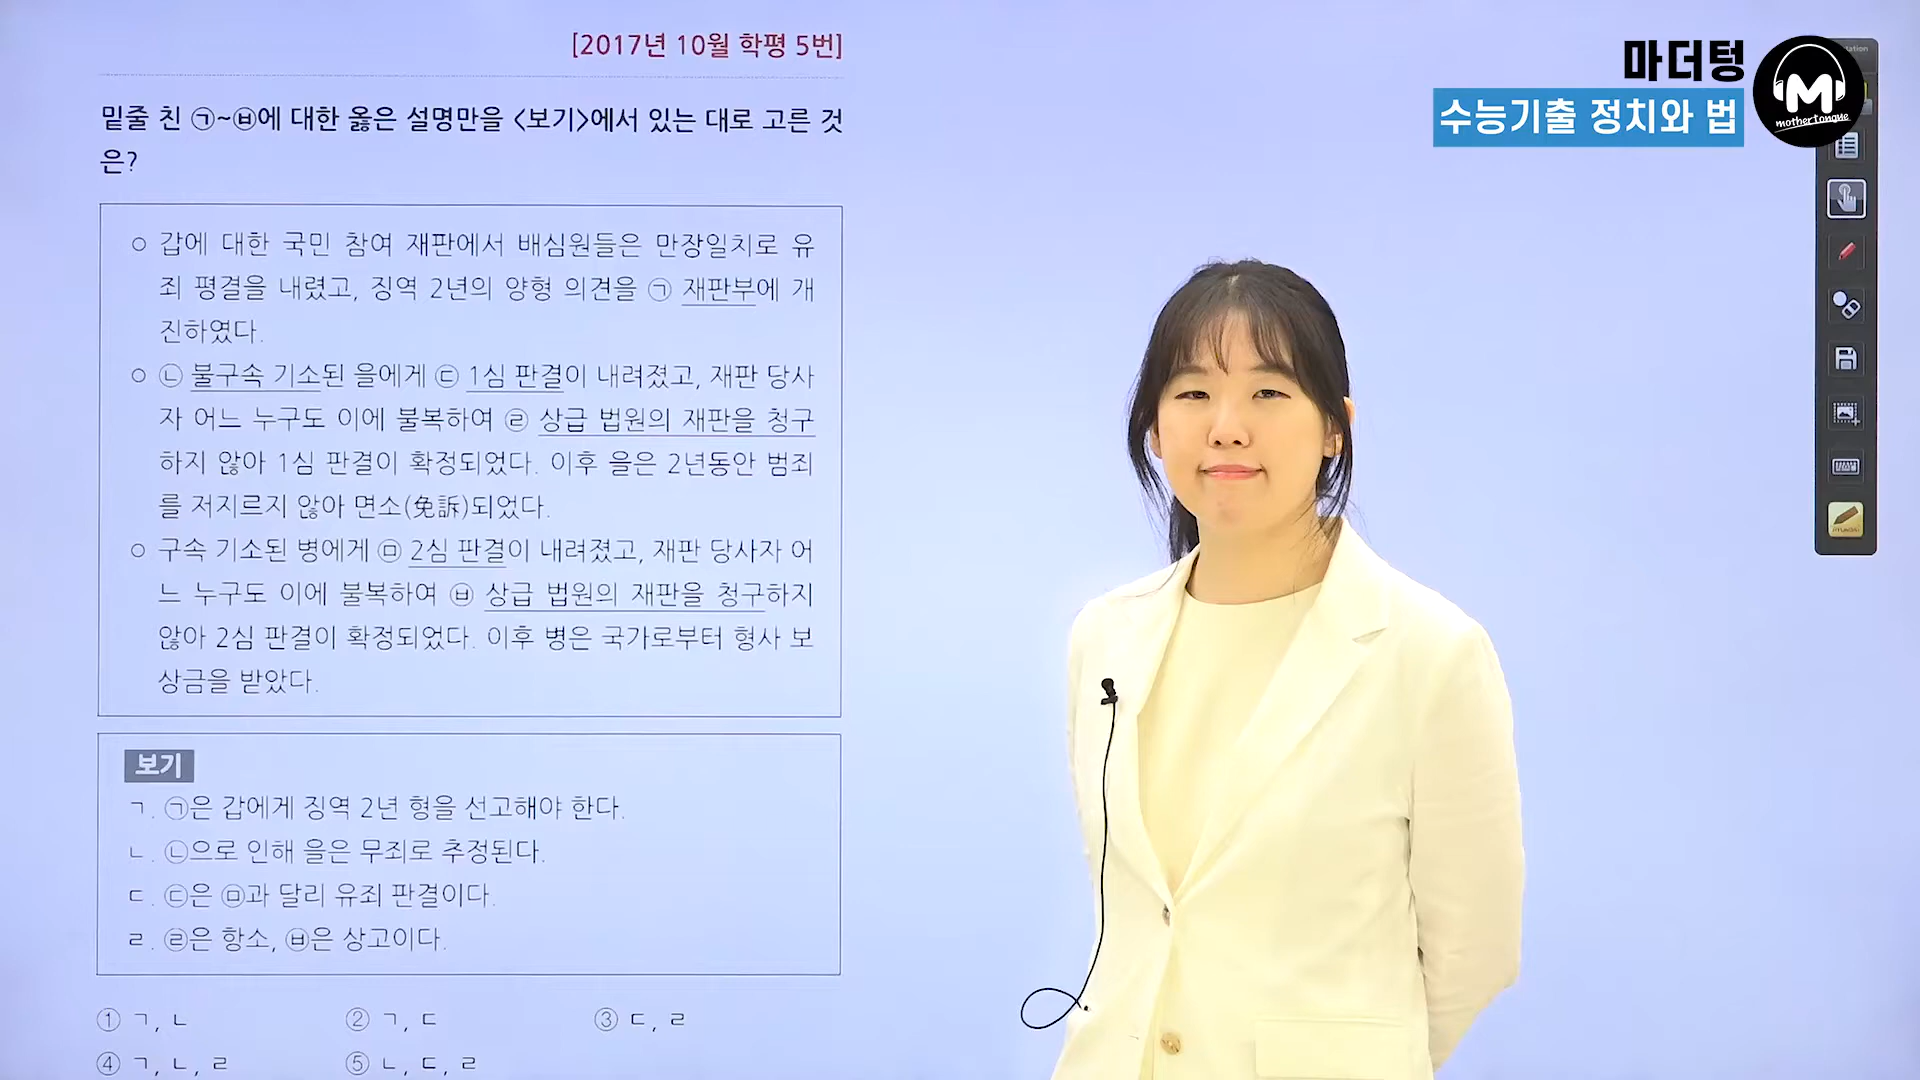 [2017년 10월 학평 5번]
밑줄 친 ㉠~㉥에 대한 옳은 설명만을 <보기>에서 있는 대로 고른 것
은?
○ 갑에 대한 국민 참여 재판에서 배심원들은 만장일치로 유
죄 평결을 내렸고, 징역 2년의 양형 의견을 ㉠ 재판부에 개
진하였다.
○ ㉡ 불구속 기소된 을에게 ㉢ 1심 판결이 내려졌고, 재판 당사
자 어느 누구도 이에 불복하여 ㉣ 상급 법원의 재판을 청구
하지 않아 1심 판결이 확정되었다. 이후 을은 2년동안 범죄
를 저지르지 않아 면소(免訴)되었다.
○ 구속 기소된 병에게 ㉤ 2심 판결이 내려졌고, 재판 당사자 어
느 누구도 이에 불복하여 ㉥ 상급 법원의 재판을 청구하지
않아 2심 판결이 확정되었다. 이후 병은 국가로부터 형사 보
상금을 받았다.
보기
ㄱ. ㉠은 갑에게 징역 2년 형을 선고해야 한다.
ㄴ. ㉡으로 인해 을은 무죄로 추정된다.
ㄷ. ㉢은 ㉤과 달리 유죄 판결이다.
ㄹ. ㉣은 항소, ㉥은 상고이다.
① ㄱ, ㄴ ② ㄱ, ㄷ ③ ㄷ, ㄹ
④ ㄱ, ㄴ, ㄹ ⑤ ㄴ, ㄷ, ㄹ
마더텅
수능기출 정치와 법
M
mothertongue